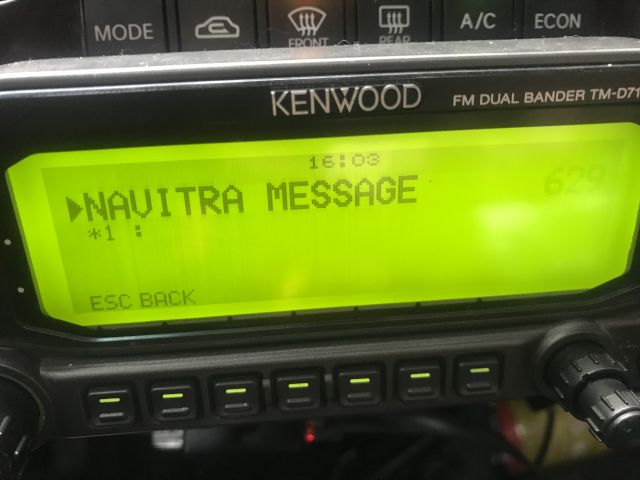 MODE
FRONT
REAR
A/C
ECON
KENWOOD
FM DUAL BANDER TM-D71
16:03
▶NAVITRA MESSAGE
629
*1 :
ESC BACK